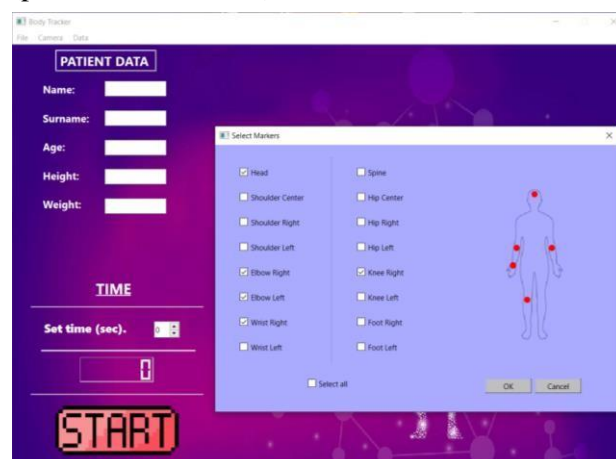 Body Tracker
File Camera Data
PATIENT DATA
Name:
Surname:
Age:
Height:
Weight:
TIME
Set time (sec). 0
0
START
Select Markers
Head
Shoulder Center
Shoulder Right
Shoulder Left
Elbow Right
Elbow Left
Wrist Right
Wrist Left
Spine
Hip Center
Hip Right
Hip Left
Knee Right
Knee Left
Foot Right
Foot Left
Select all
OK Cancel